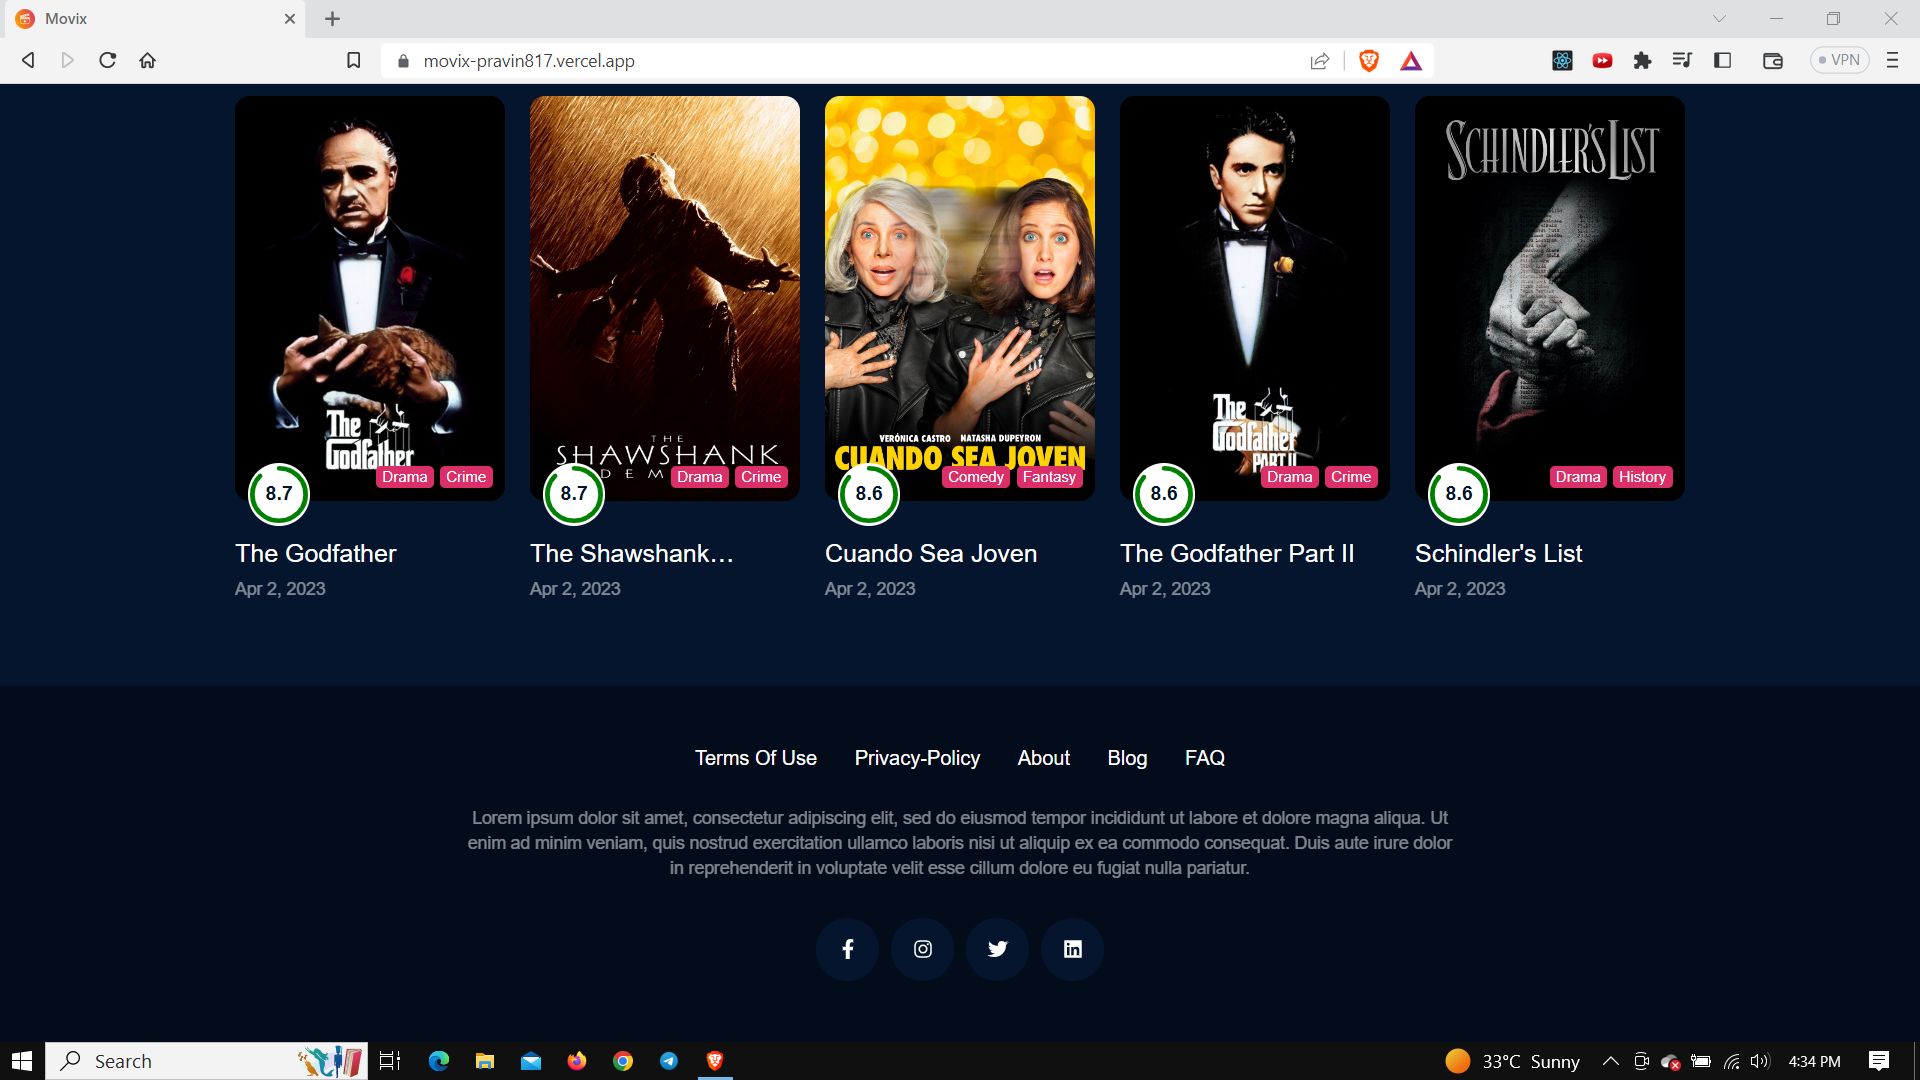 Movix
movix-pravin817.vercel.app
VPN
The
Godfather
Drama Crime
8.7
The Godfather
Apr 2, 2023
THE
SHAWSHANK
DEM
Drama Crime
8.7
The Shawshank…
Apr 2, 2023
VERÓNICA CASTRO NATASHA DUPEYRON
CUANDO SEA JOVEN
Comedy Fantasy
8.6
Cuando Sea Joven
Apr 2, 2023
The
Godfather
PART II
Drama Crime
8.6
The Godfather Part II
Apr 2, 2023
SCHINDLER'S LIST
Drama History
8.6
Schindler's List
Apr 2, 2023
Terms Of Use Privacy-Policy About Blog FAQ
Lorem ipsum dolor sit amet, consectetur adipiscing elit, sed do eiusmod tempor incididunt ut labore et dolore magna aliqua. Ut
enim ad minim veniam, quis nostrud exercitation ullamco laboris nisi ut aliquip ex ea commodo consequat. Duis aute irure dolor
in reprehenderit in voluptate velit esse cillum dolore eu fugiat nulla pariatur.
Search
33°C Sunny
4:34 PM